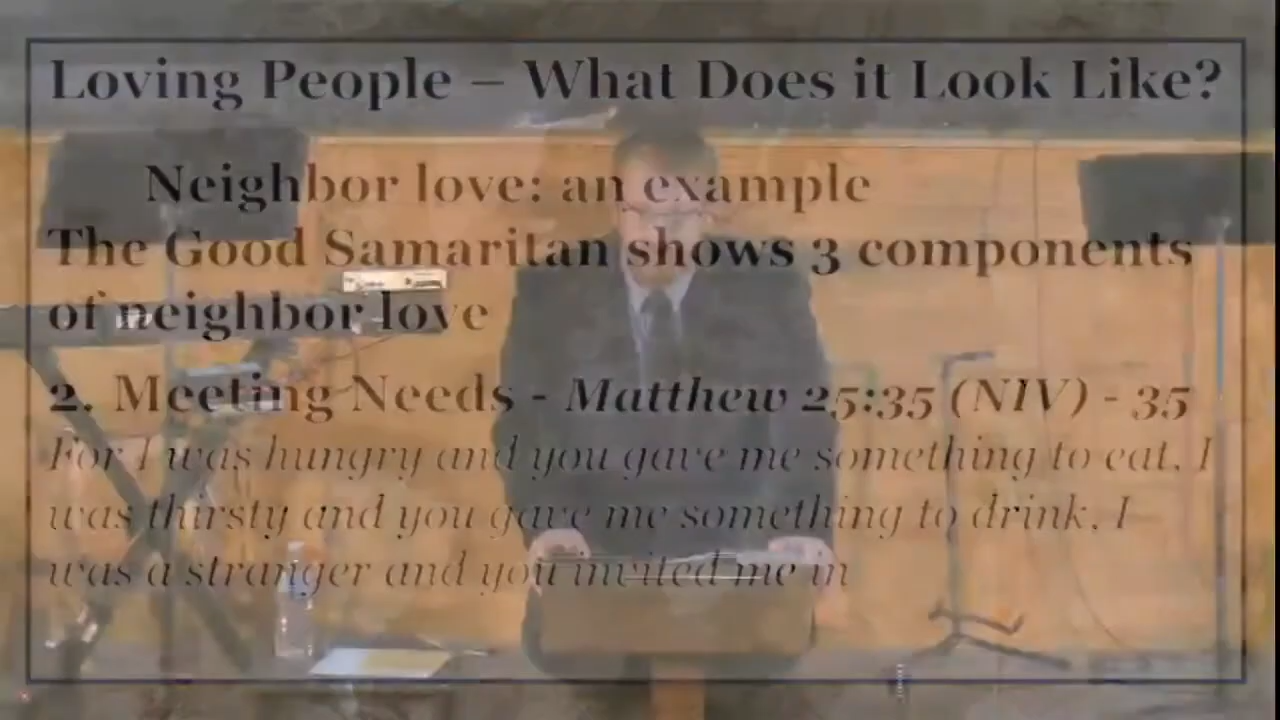 Loving People – What Does it Look Like?
Neighbor love: an example
The Good Samaritan shows 3 components
of neighbor love
2. Meeting Needs - Matthew 25:35 (NIV) - 35
For I was hungry and you gave me something to eat, I
was thirsty and you gave me something to drink, I
was a stranger and you invited me in